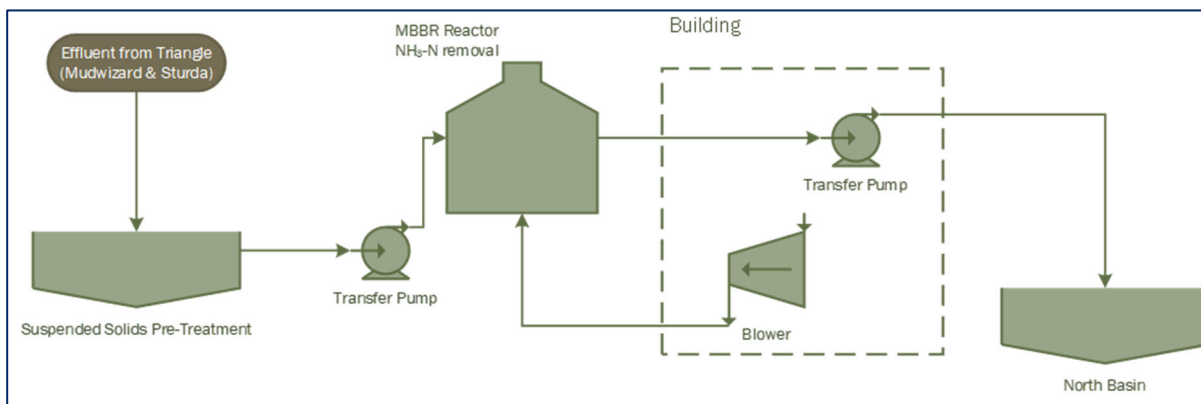 Effluent from Triangle
(Mudwizard & Sturda)
MBBR Reactor
NH₃-N removal
Building
Transfer Pump
Transfer Pump
Suspended Solids Pre-Treatment
Blower
North Basin